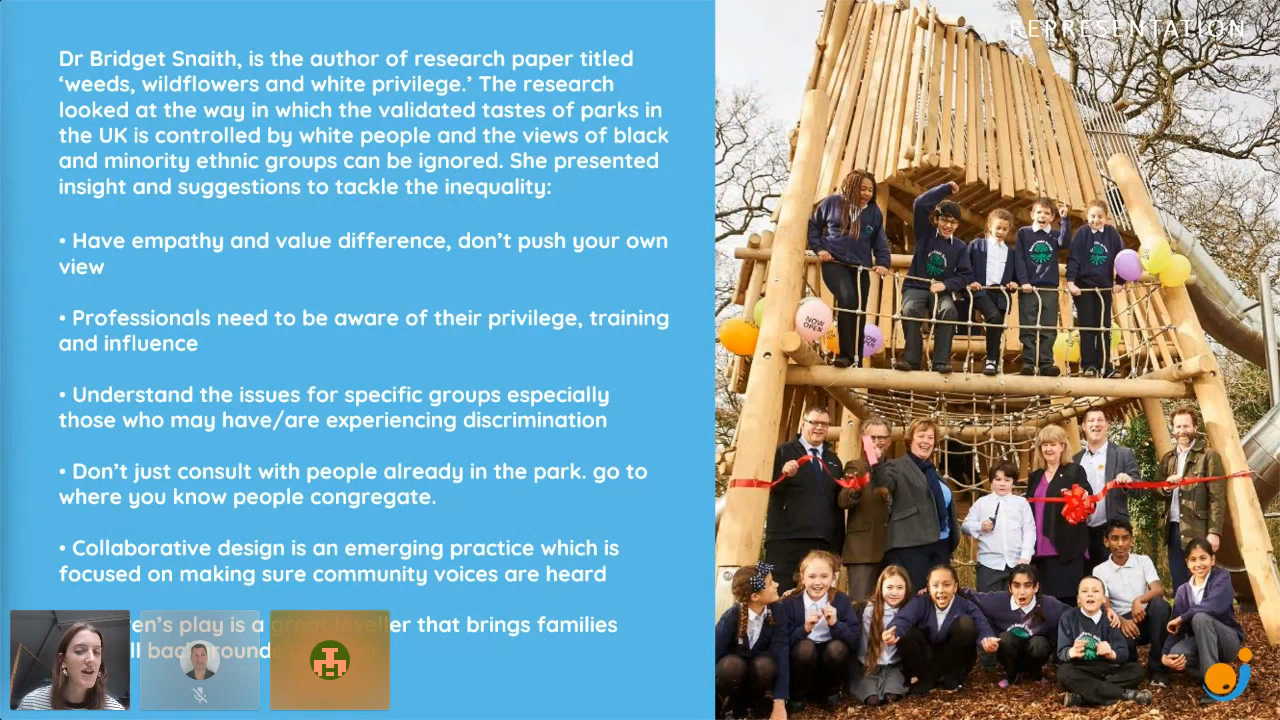 REPRESENTATION
Dr Bridget Snaith, is the author of research paper titled
‘weeds, wildflowers and white privilege.’ The research
looked at the way in which the validated tastes of parks in
the UK is controlled by white people and the views of black
and minority ethnic groups can be ignored. She presented
insight and suggestions to tackle the inequality:
• Have empathy and value difference, don’t push your own
view
• Professionals need to be aware of their privilege, training
and influence
• Understand the issues for specific groups especially
those who may have/are experiencing discrimination
• Don’t just consult with people already in the park. go to
where you know people congregate.
• Collaborative design is an emerging practice which is
focused on making sure community voices are heard
ren’s play is a great leveller that brings families
ll backgrounds
NOW
OPEN